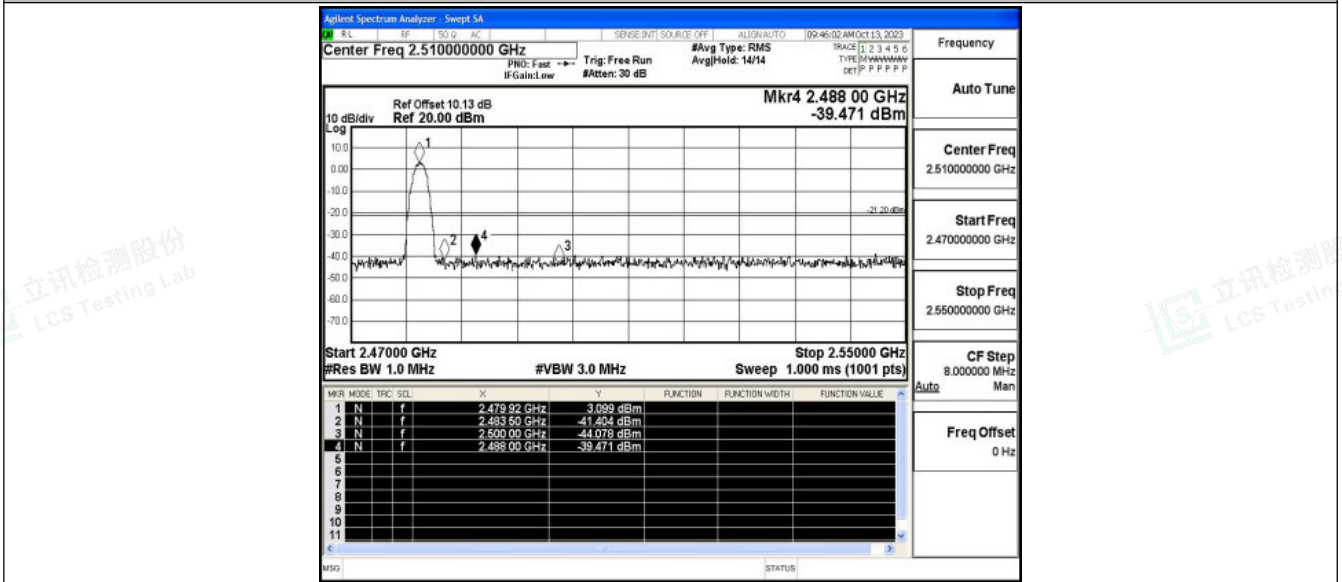 Agilent Spectrum Analyzer - Swept SA
RL RF 50 Ω AC SENSE:INT SOURCE OFF ALIGN AUTO 09:46:02 AM Oct 13, 2023
Center Freq 2.510000000 GHz
PNO: Fast
IFGain:Low
Trig: Free Run
#Atten: 30 dB
#Avg Type: RMS
Avg|Hold: 14/14
TRACE 1 2 3 4 5 6
TYPE M
DET P P P P P P
Frequency
Ref Offset 10.13 dB
10 dB/div Ref 20.00 dBm
Log
Mkr4 2.488 00 GHz
-39.471 dBm
Auto Tune
10.0
0.00
-10.0
-20.0
-30.0
-40.0
-50.0
-60.0
-70.0
1
2
4
3
-21.20 dBm
Center Freq
2.510000000 GHz
Start Freq
2.470000000 GHz
Stop Freq
2.550000000 GHz
Start 2.47000 GHz Stop 2.55000 GHz
#Res BW 1.0 MHz #VBW 3.0 MHz Sweep 1.000 ms (1001 pts)
CF Step
8.000000 MHz
Auto Man
Freq Offset
0 Hz
MKR MODE TRC SCL X Y FUNCTION FUNCTION WIDTH FUNCTION VALUE
1 N f 2.479 92 GHz 3.099 dBm
2 N f 2.483 50 GHz -41.404 dBm
3 N f 2.500 00 GHz -44.078 dBm
4 N f 2.488 00 GHz -39.471 dBm
5
6
7
8
9
10
11
MSG STATUS
立讯检测股份
LCS Testing Lab
立讯检测股
LCS Testing